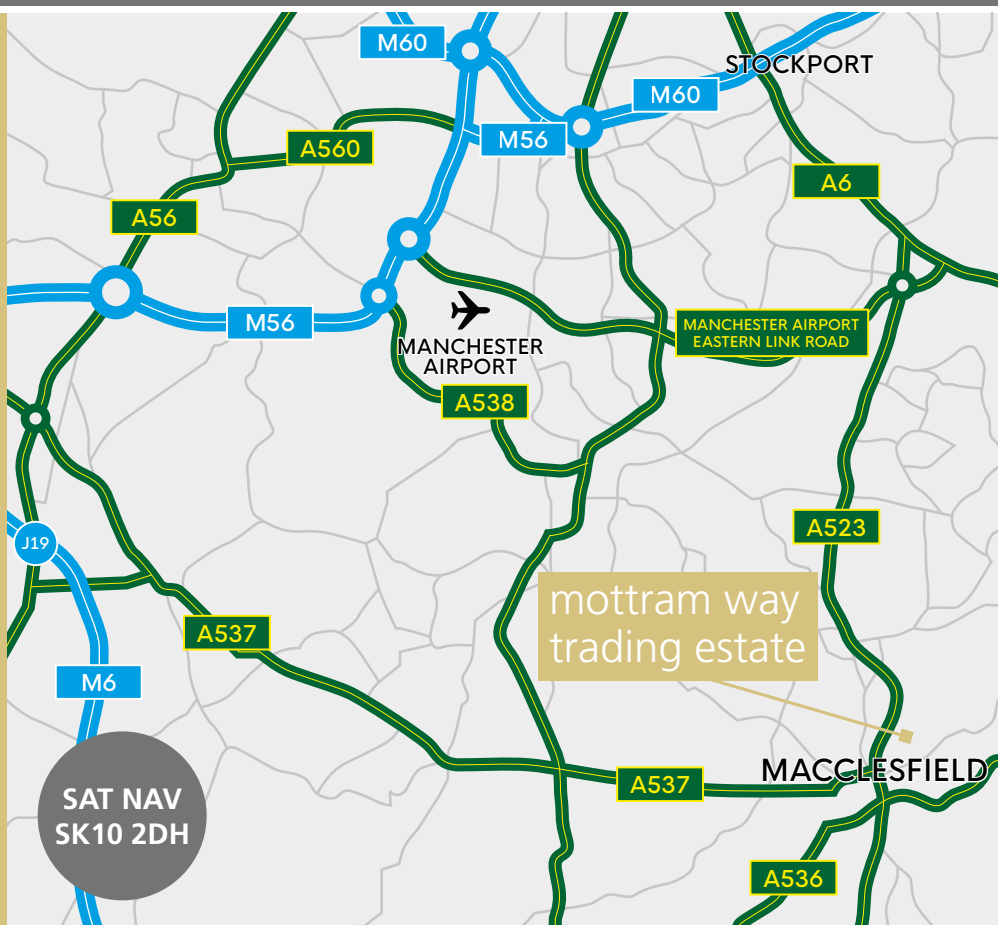 M60
STOCKPORT
M60
M56
A560
A6
A56
M56
MANCHESTER
AIRPORT
MANCHESTER AIRPORT
EASTERN LINK ROAD
A538
A523
J19
mottram way
trading estate
A537
M6
SAT NAV
SK10 2DH
MACCLESFIELD
A537
A536